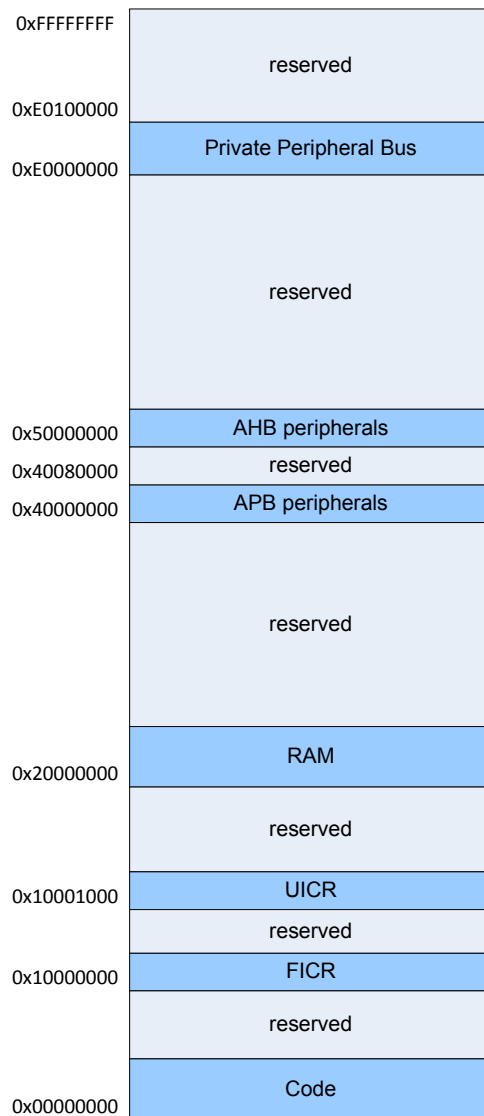 0xFFFFFFFF
reserved
0xE0100000
Private Peripheral Bus
0xE0000000
reserved
AHB peripherals
0x50000000
reserved
0x40080000
APB peripherals
0x40000000
reserved
RAM
0x20000000
reserved
UICR
0x10001000
reserved
FICR
0x10000000
reserved
Code
0x00000000